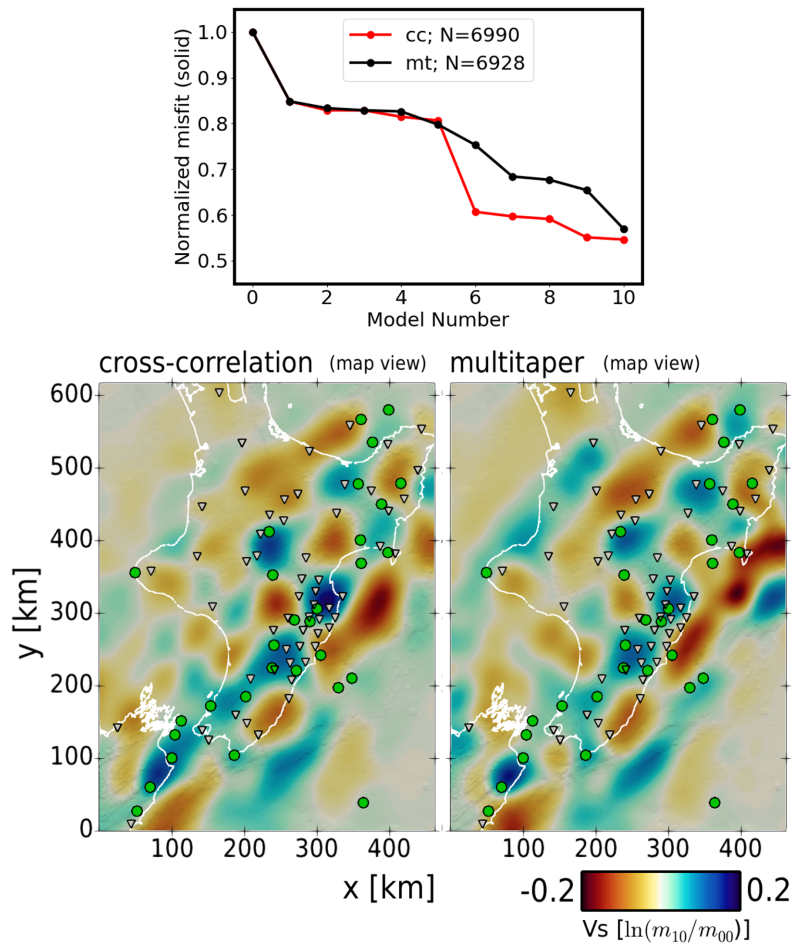 1.0
0.9
0.8
0.7
0.6
0.5
Normalized misfit (solid)
cc; N=6990
mt; N=6928
0 2 4 6 8 10
Model Number
cross-correlation (map view) multitaper (map view)
600
500
400
300
200
100
0
y [km]
100 200 300 400 100 200 300 400
x [km]
-0.2 0.2
Vs [ln(m₁₀/m₀₀)]